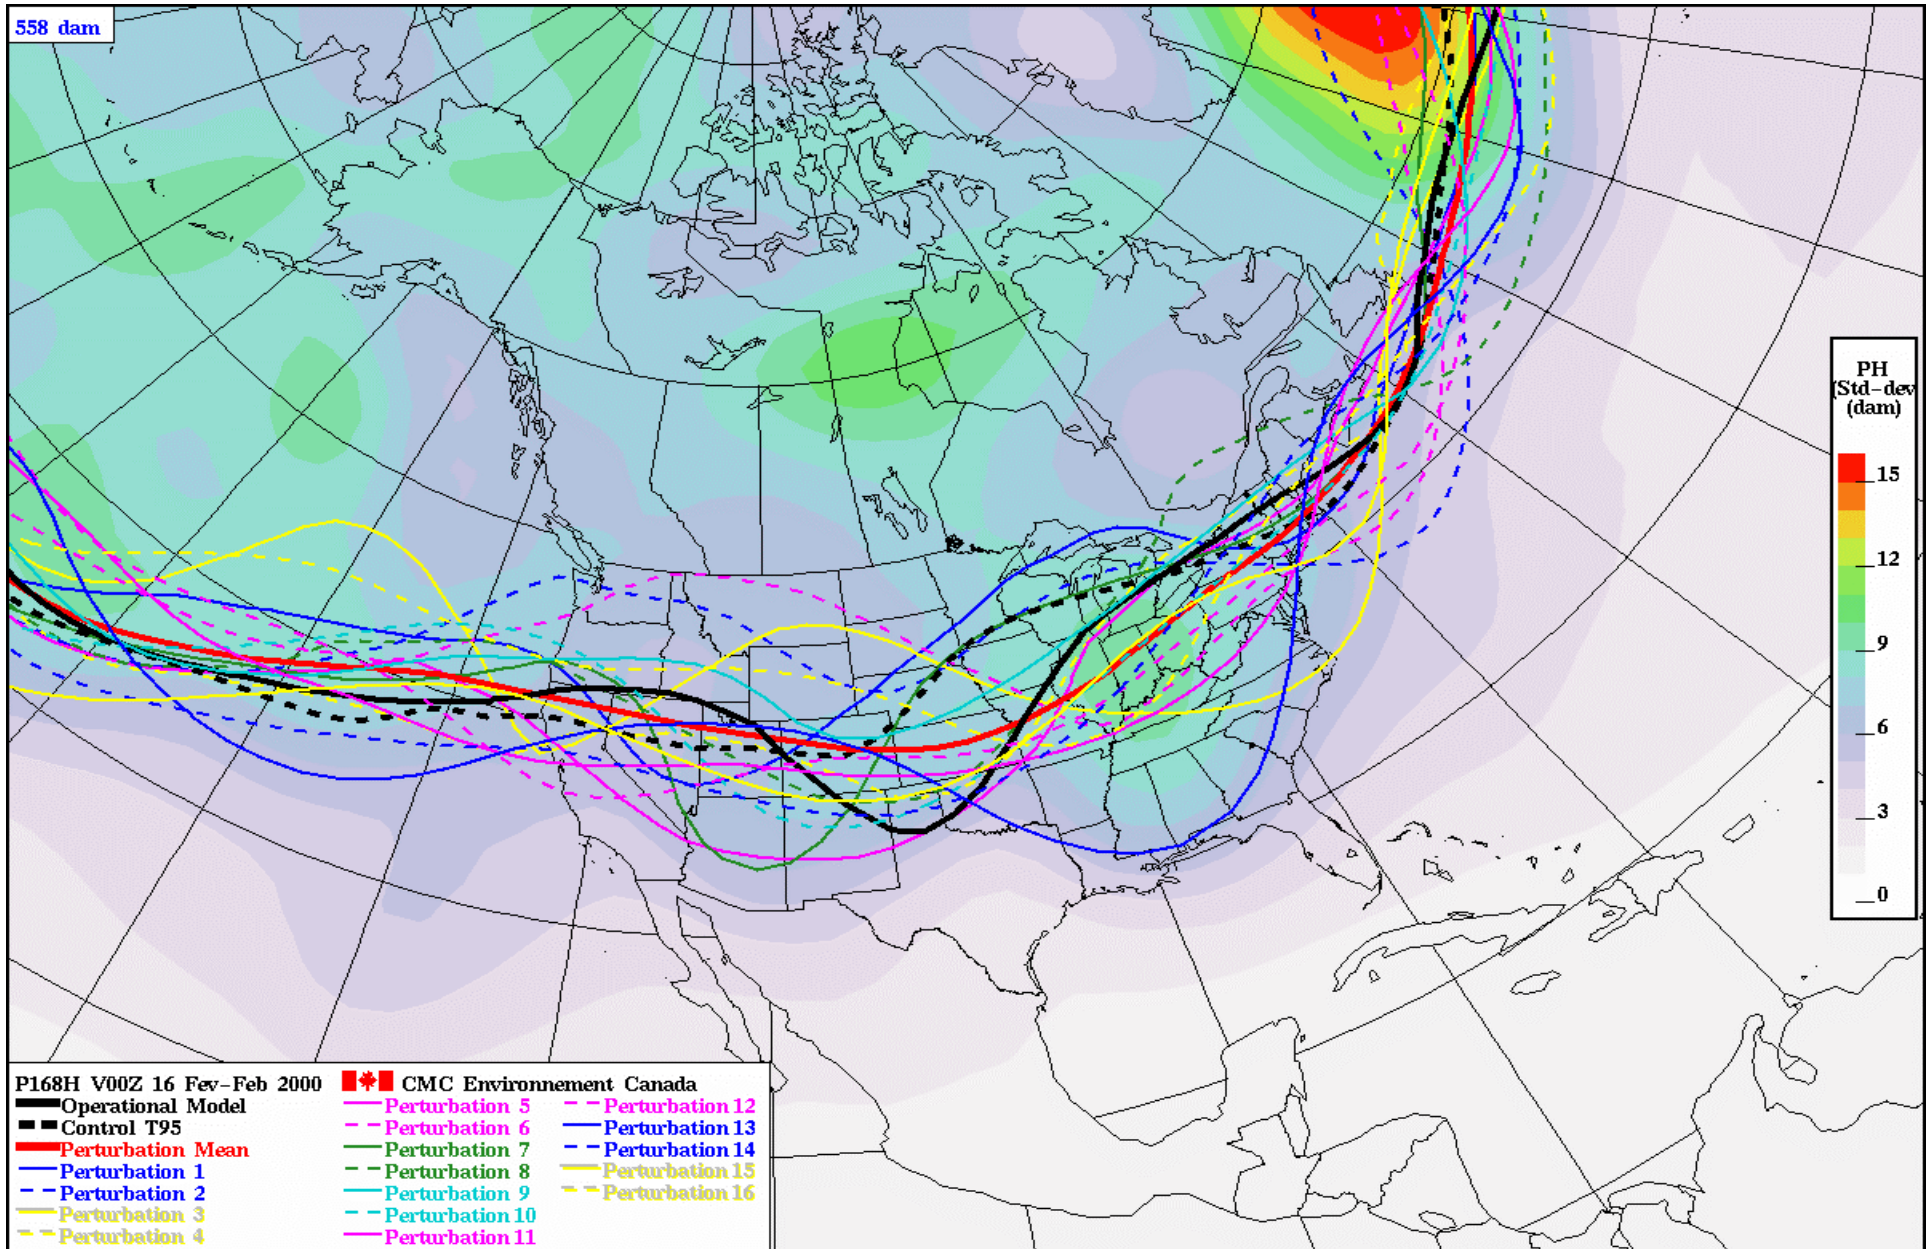 558 dam
PH
(Std-dev
(dam)
15
12
9
6
3
0
P168H V00Z 16 Fev-Feb 2000
CMC Environnement Canada
Operational Model
Control T95
Perturbation Mean
Perturbation 1
Perturbation 2
Perturbation 3
Perturbation 4
Perturbation 5
Perturbation 6
Perturbation 7
Perturbation 8
Perturbation 9
Perturbation 10
Perturbation 11
Perturbation 12
Perturbation 13
Perturbation 14
Perturbation 15
Perturbation 16